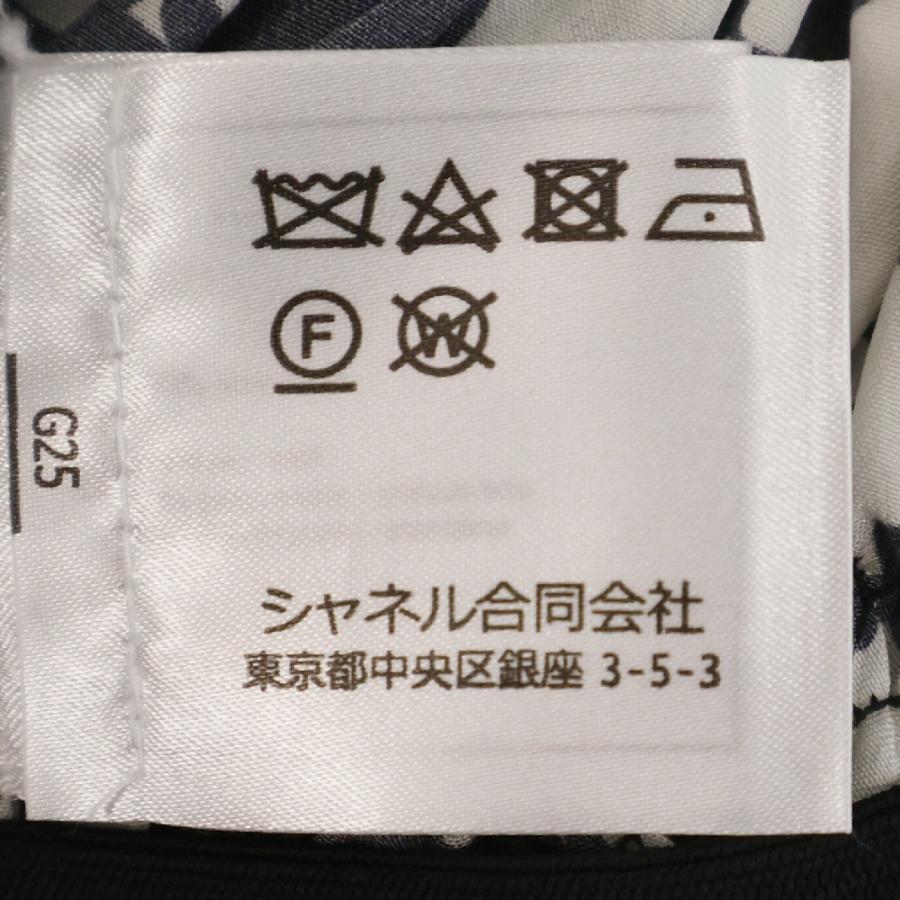 F W
G25
シャネル合同会社
東京都中央区銀座 3-5-3